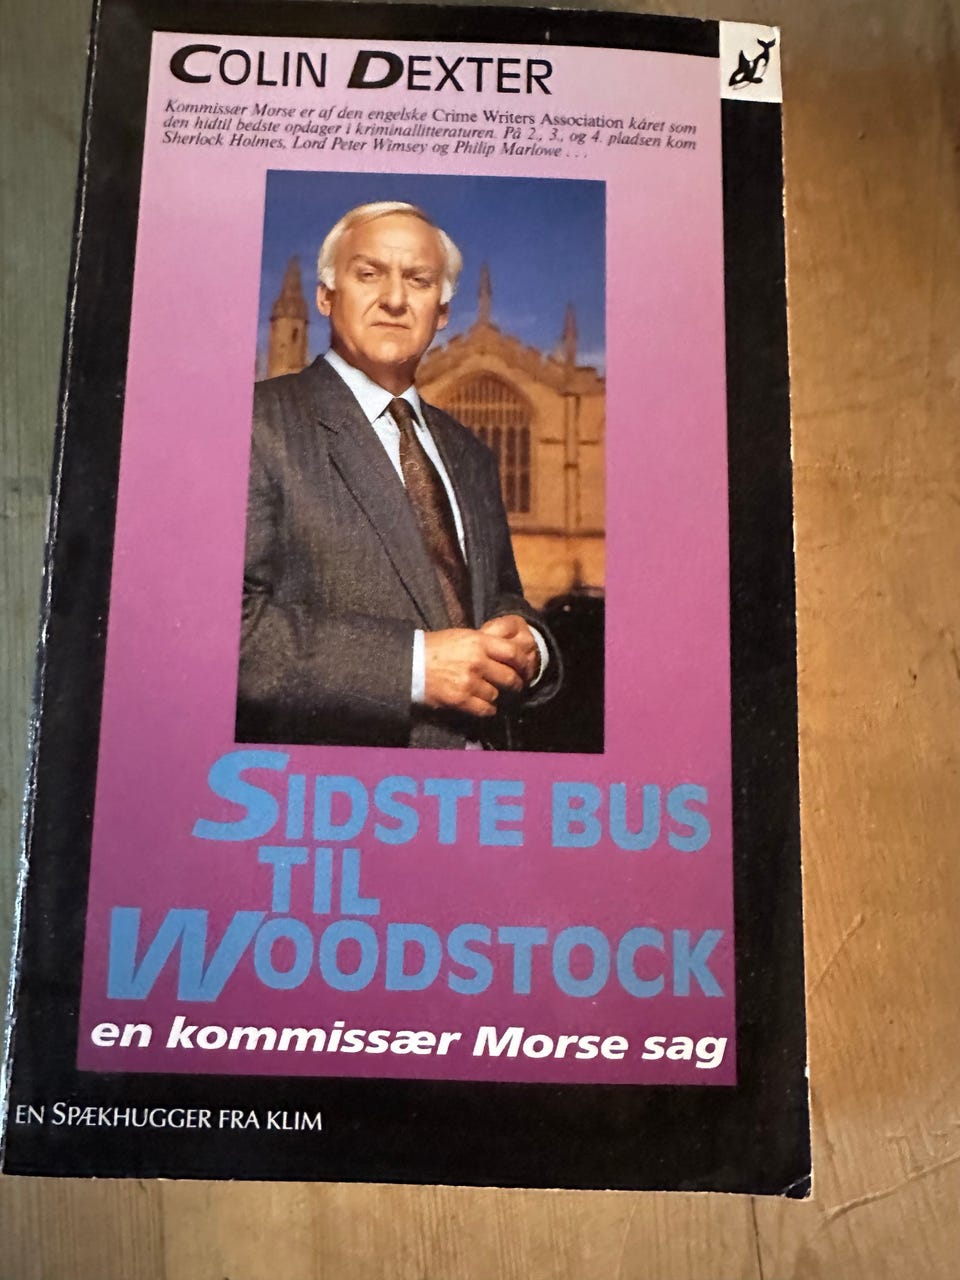 COLIN DEXTER
Kommissær Morse er af den engelske Crime Writers Association kåret som
den hidtil bedste opdager i kriminallitteraturen. På 2., 3., og 4. pladsen kom
Sherlock Holmes, Lord Peter Wimsey og Philip Marlowe . . .
SIDSTE BUS
TIL
WOODSTOCK
en kommissær Morse sag
EN SPÆKHUGGER FRA KLIM